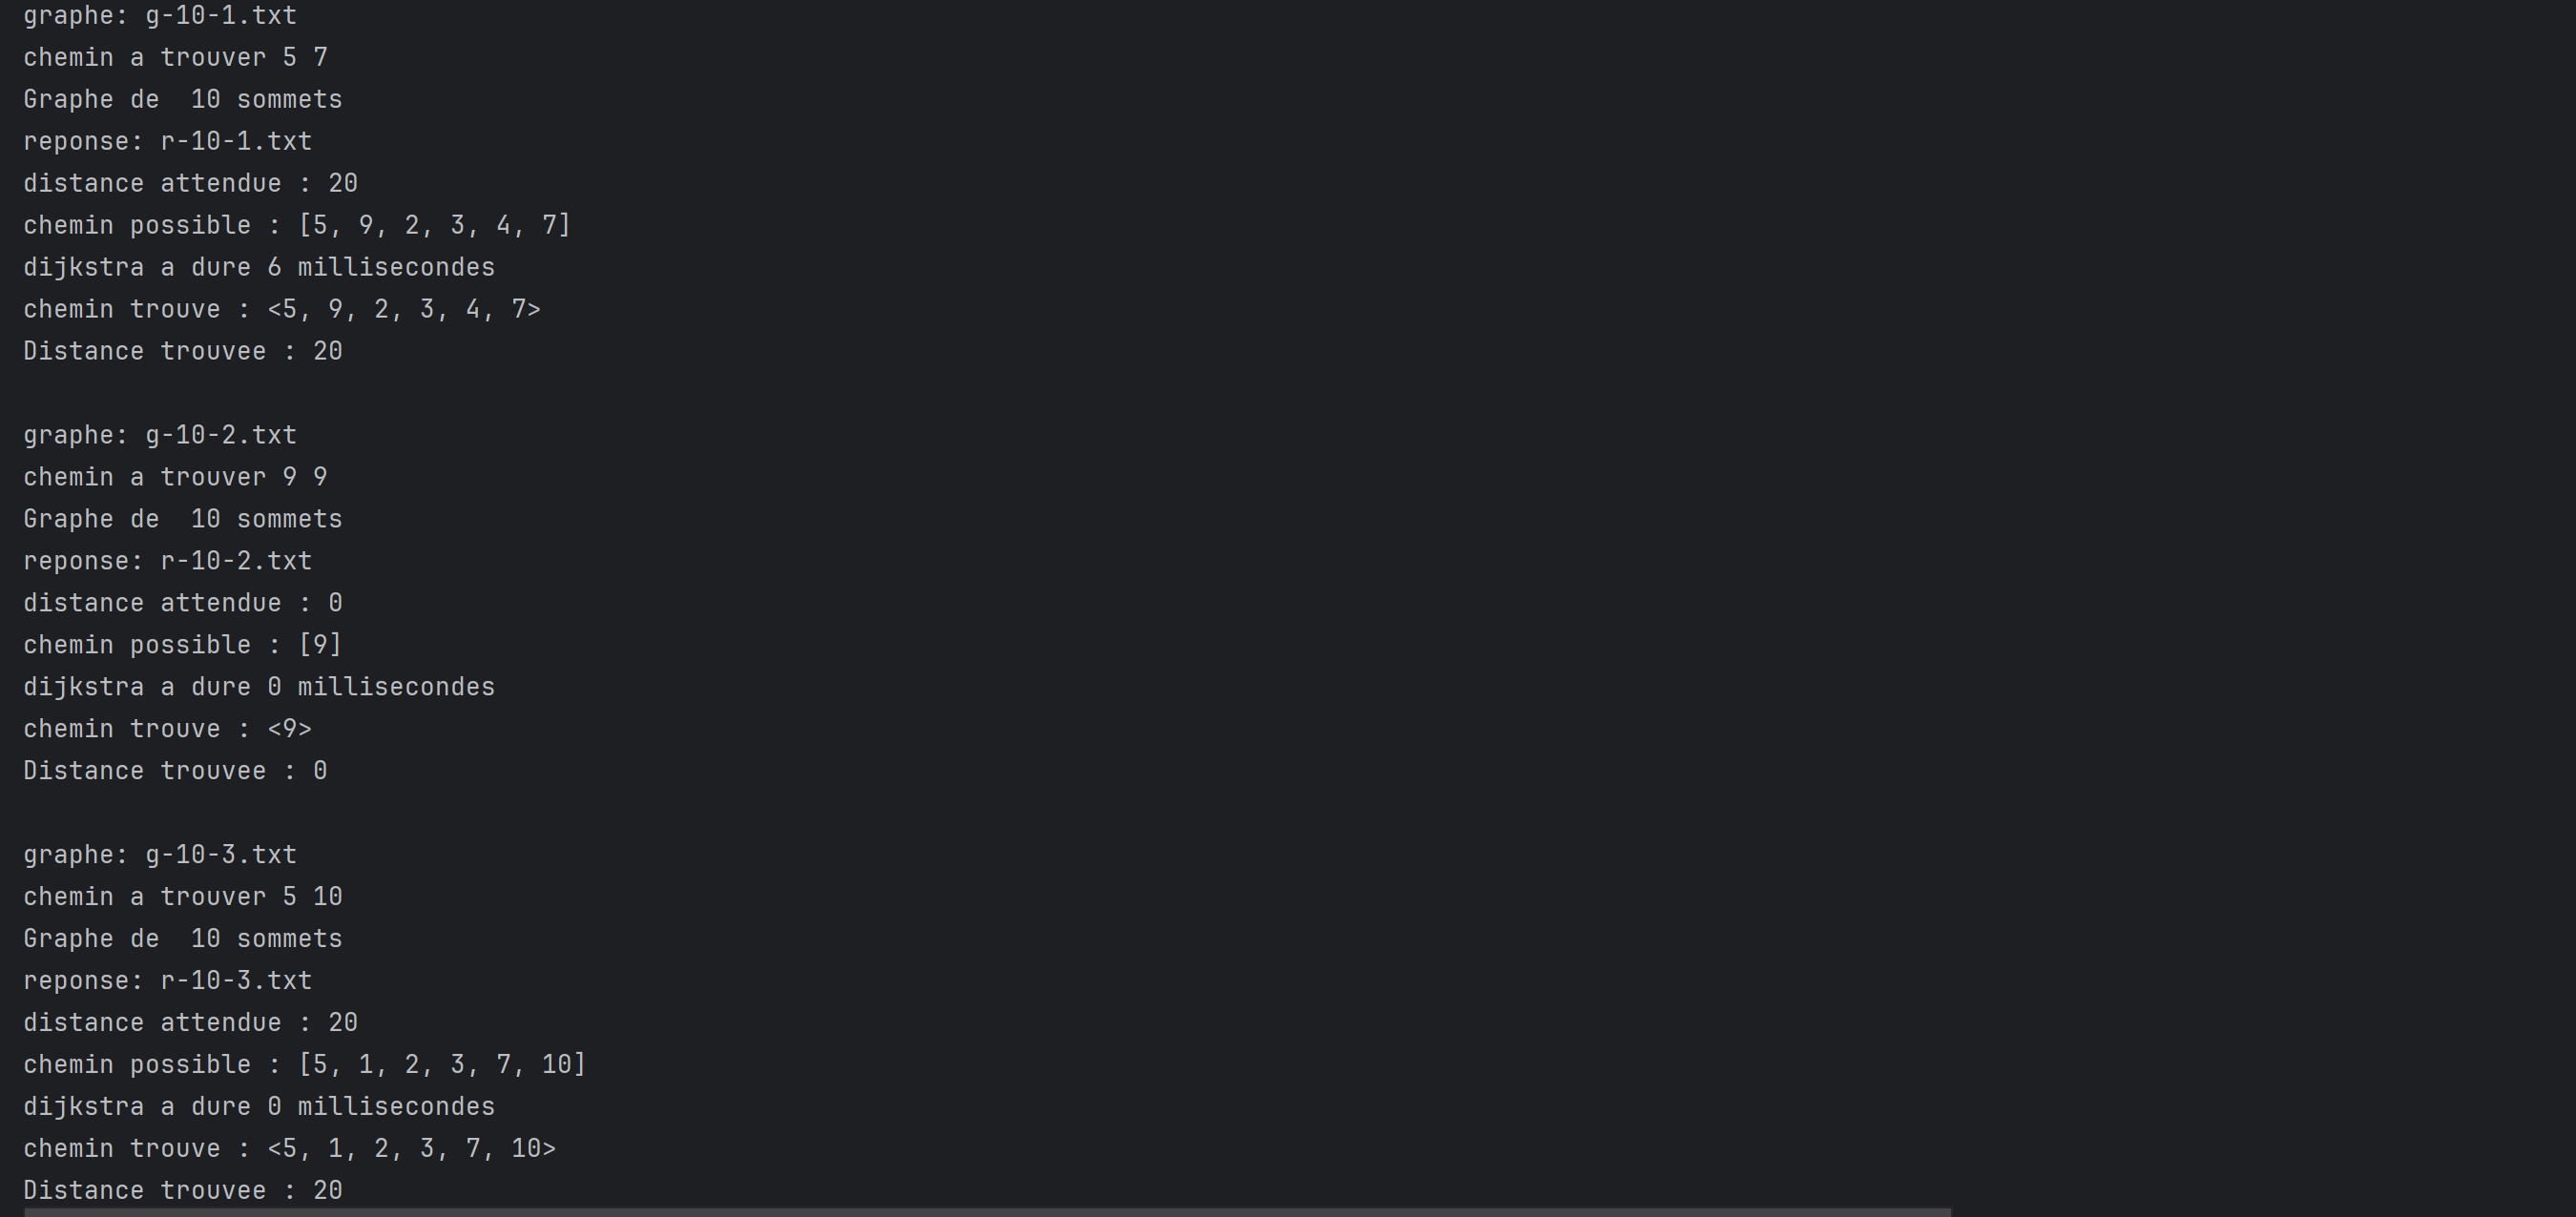 graphe: g-10-1.txt
chemin a trouver 5 7
Graphe de  10 sommets
reponse: r-10-1.txt
distance attendue : 20
chemin possible : [5, 9, 2, 3, 4, 7]
dijkstra a dure 6 millisecondes
chemin trouve : <5, 9, 2, 3, 4, 7>
Distance trouvee : 20

graphe: g-10-2.txt
chemin a trouver 9 9
Graphe de  10 sommets
reponse: r-10-2.txt
distance attendue : 0
chemin possible : [9]
dijkstra a dure 0 millisecondes
chemin trouve : <9>
Distance trouvee : 0

graphe: g-10-3.txt
chemin a trouver 5 10
Graphe de  10 sommets
reponse: r-10-3.txt
distance attendue : 20
chemin possible : [5, 1, 2, 3, 7, 10]
dijkstra a dure 0 millisecondes
chemin trouve : <5, 1, 2, 3, 7, 10>
Distance trouvee : 20